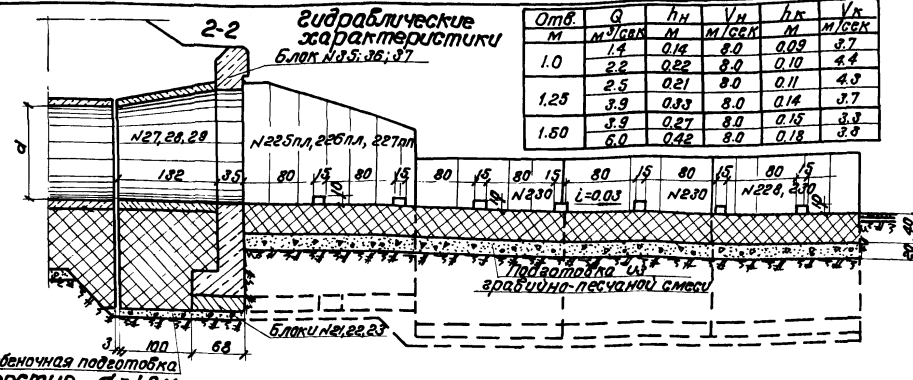 2-2
гидравлические
характеристики
Блок №35; 36; 37
Отв. Q hн Vн hк Vк
м м³/сек м м/сек м м/сек
1.0 1.4 0.14 8.0 0.09 3.7
2.2 0.22 8.0 0.10 4.4
1.25 2.5 0.21 8.0 0.11 4.3
3.9 0.33 8.0 0.14 3.7
1.50 3.9 0.27 8.0 0.15 3.3
6.0 0.42 8.0 0.18 3.8
d
№27, 28, 29
№225пл, 226пл, 227пл
132 35 80 15 80 15 80 15 80 15 80 15 80 15 80 15
10 10 10
№230 i=0.03 №230 №228, 230
40
20
Подготовка из
гравийно-песчаной смеси
Блоки №21, 22, 23
3 100 68
беночная подготовка